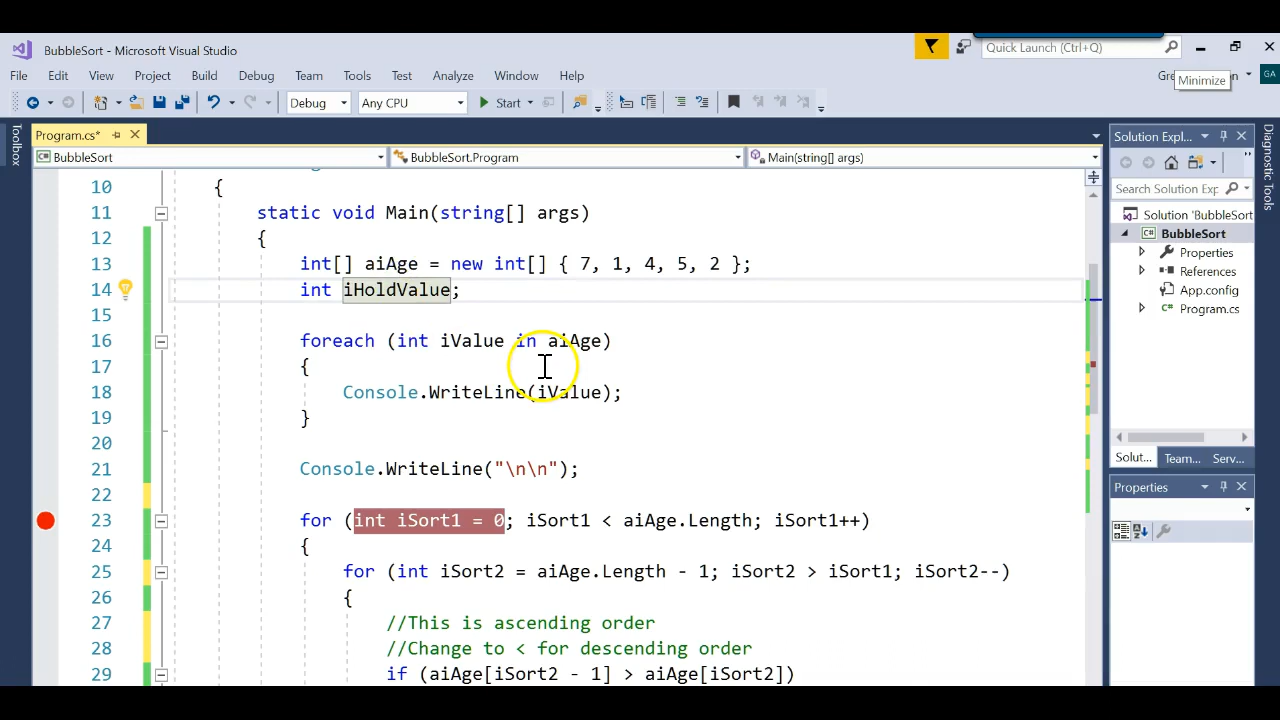 BubbleSort - Microsoft Visual Studio
Quick Launch (Ctrl+Q)
File Edit View Project Build Debug Team Tools Test Analyze Window Help
Gre
Minimize
GA
Debug Any CPU Start
Toolbox
Program.cs*
Solution Expl...
Diagnostic Tools
BubbleSort BubbleSort.Program Main(string[] args)
10 {
11 static void Main(string[] args)
12 {
13 int[] aiAge = new int[] { 7, 1, 4, 5, 2 };
14 int iHoldValue;
15
16 foreach (int iValue in aiAge)
17 {
18 Console.WriteLine(iValue);
19 }
20
21 Console.WriteLine("\n\n");
22
23 for (int iSort1 = 0; iSort1 < aiAge.Length; iSort1++)
24 {
25 for (int iSort2 = aiAge.Length - 1; iSort2 > iSort1; iSort2--)
26 {
27 //This is ascending order
28 //Change to < for descending order
29 if (aiAge[iSort2 - 1] > aiAge[iSort2])
Search Solution Exp
Solution 'BubbleSort
BubbleSort
Properties
References
App.config
Program.cs
Solut... Team... Serv...
Properties